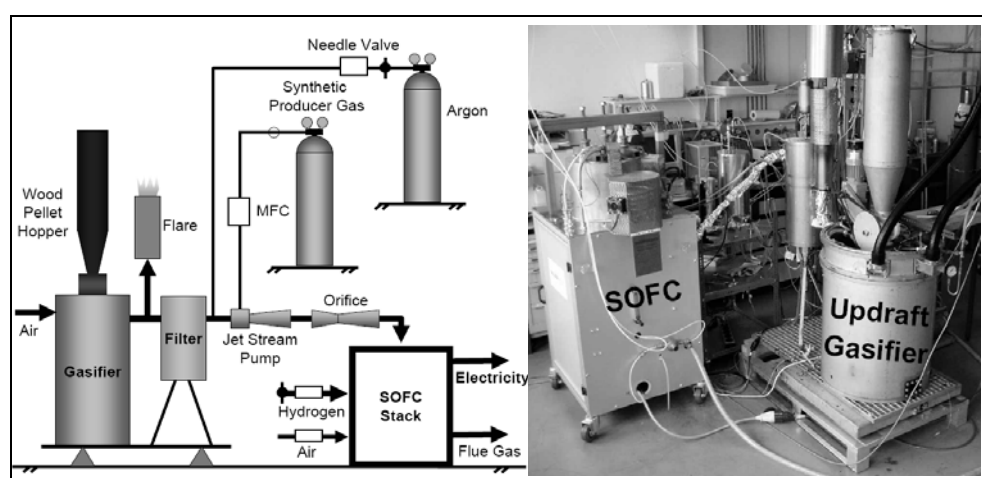 Needle Valve
Synthetic
Producer Gas
Argon
Wood
Pellet
Hopper
Flare
MFC
Air
Filter
Orifice
Jet Stream
Pump
Gasifier
Electricity
Hydrogen
SOFC
Stack
Air
Flue Gas
SOFC
Updraft
Gasifier